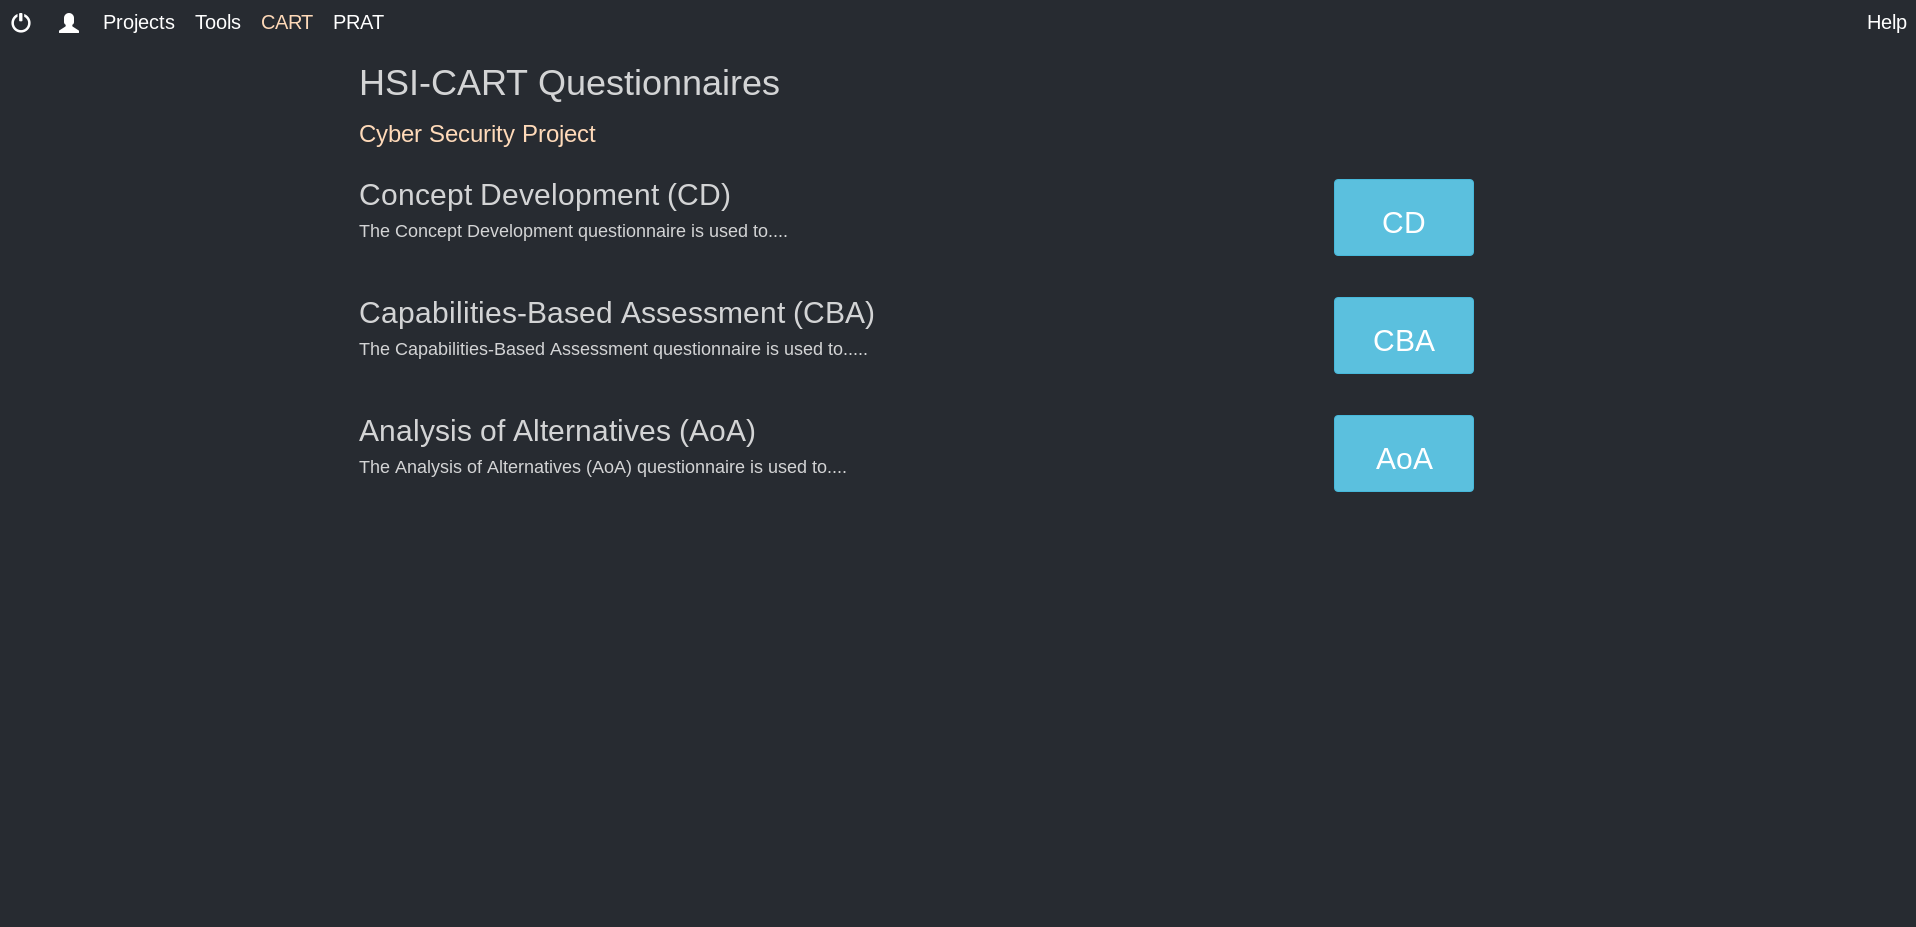 Projects Tools CART PRAT Help
HSI-CART Questionnaires
Cyber Security Project
Concept Development (CD)
The Concept Development questionnaire is used to....
CD
Capabilities-Based Assessment (CBA)
The Capabilities-Based Assessment questionnaire is used to.....
CBA
Analysis of Alternatives (AoA)
The Analysis of Alternatives (AoA) questionnaire is used to....
AoA